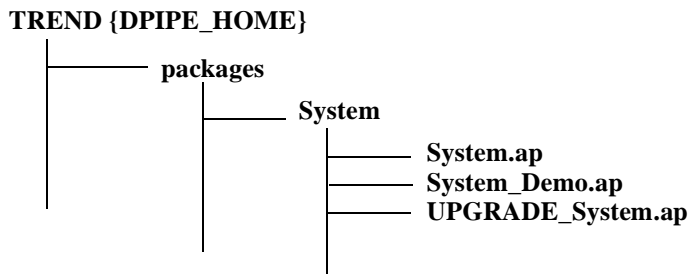 TREND {DPIPE_HOME}
packages
System
System.ap
System_Demo.ap
UPGRADE_System.ap